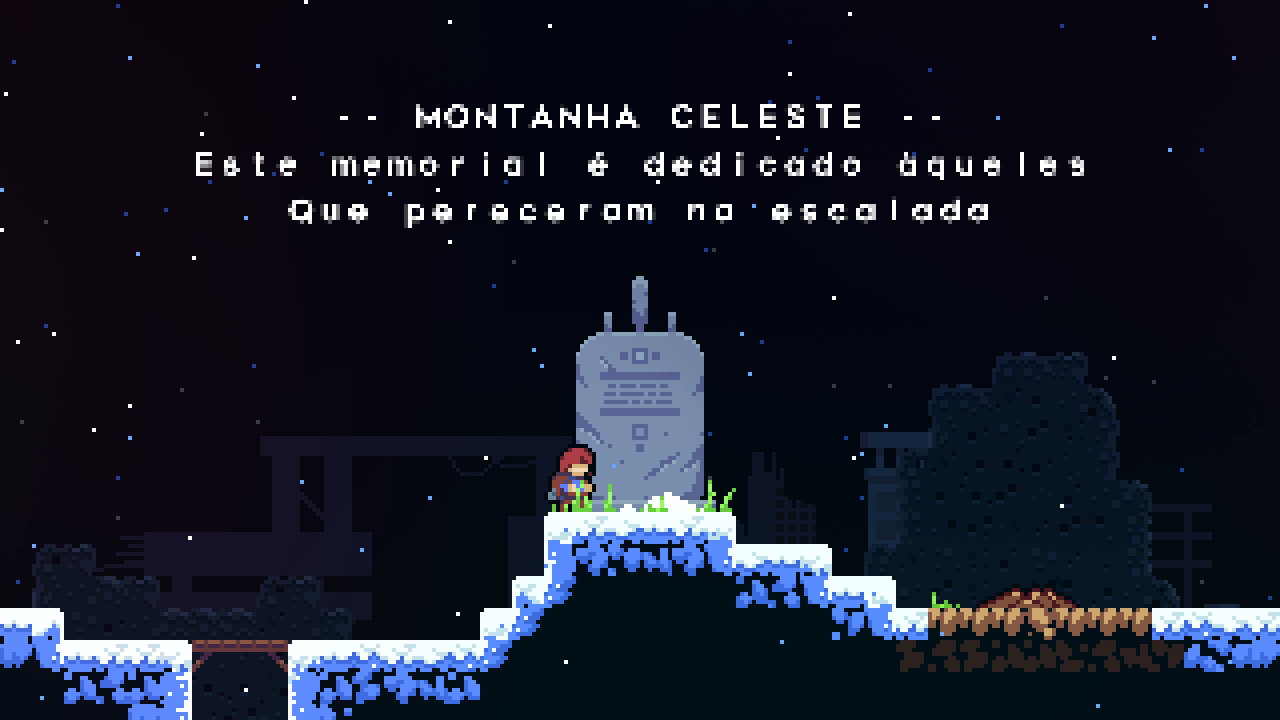 -- MONTANHA CELESTE --
Este memorial é dedicado àqueles
Que pereceram na escalada